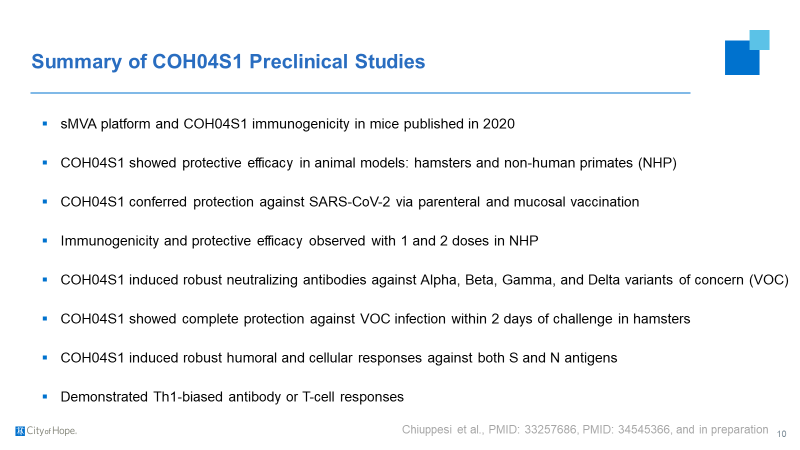 Summary of COH04S1 Preclinical Studies
sMVA platform and COH04S1 immunogenicity in mice published in 2020
COH04S1 showed protective efficacy in animal models: hamsters and non-human primates (NHP)
COH04S1 conferred protection against SARS-CoV-2 via parenteral and mucosal vaccination
Immunogenicity and protective efficacy observed with 1 and 2 doses in NHP
COH04S1 induced robust neutralizing antibodies against Alpha, Beta, Gamma, and Delta variants of concern (VOC)
COH04S1 showed complete protection against VOC infection within 2 days of challenge in hamsters
COH04S1 induced robust humoral and cellular responses against both S and N antigens
Demonstrated Th1-biased antibody or T-cell responses
City of Hope.
Chiuppesi et al., PMID: 33257686, PMID: 34545366, and in preparation
10